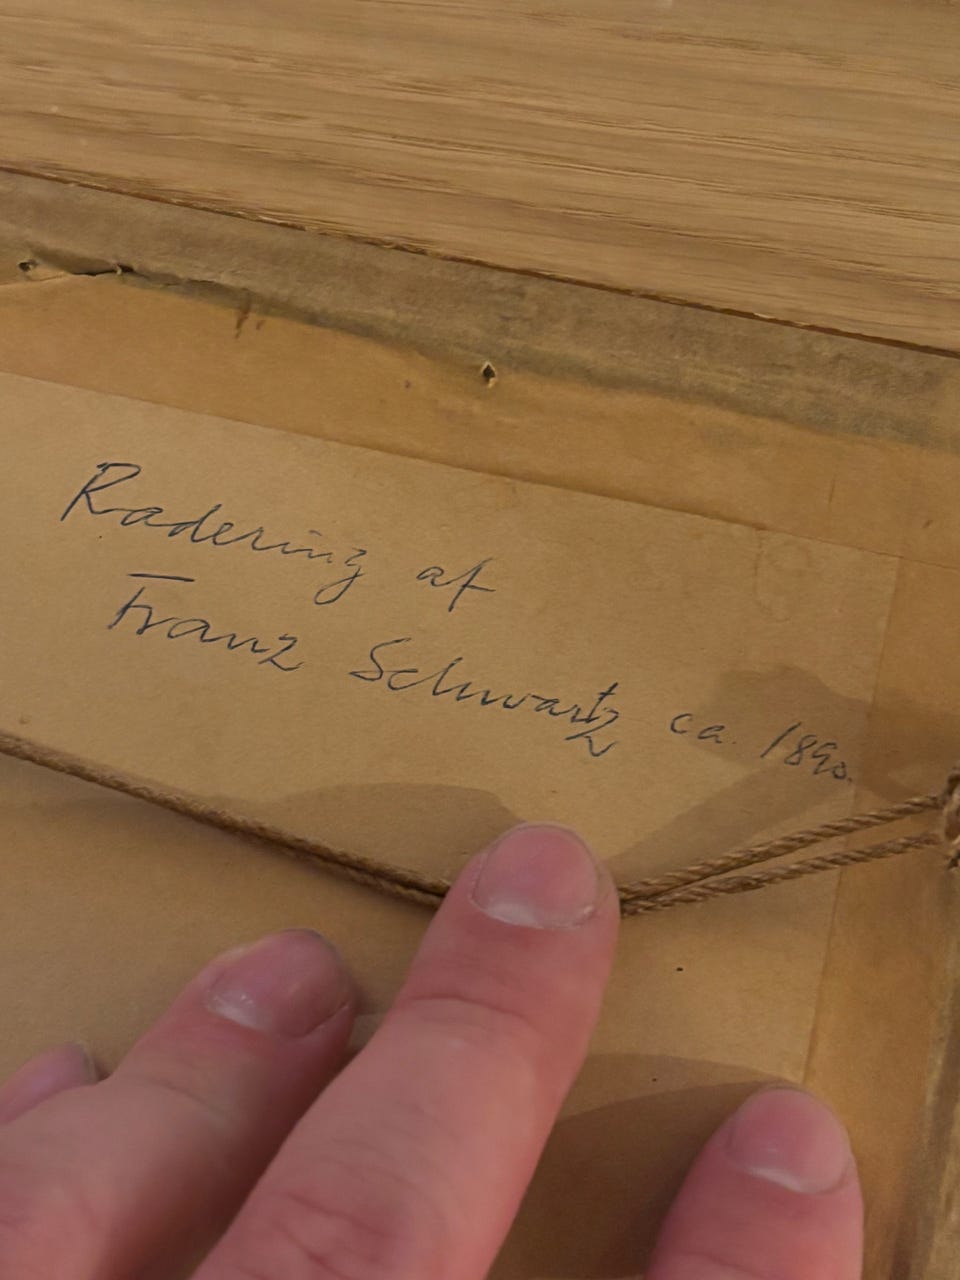 Radering af
Franz Schwartz ca. 1890.